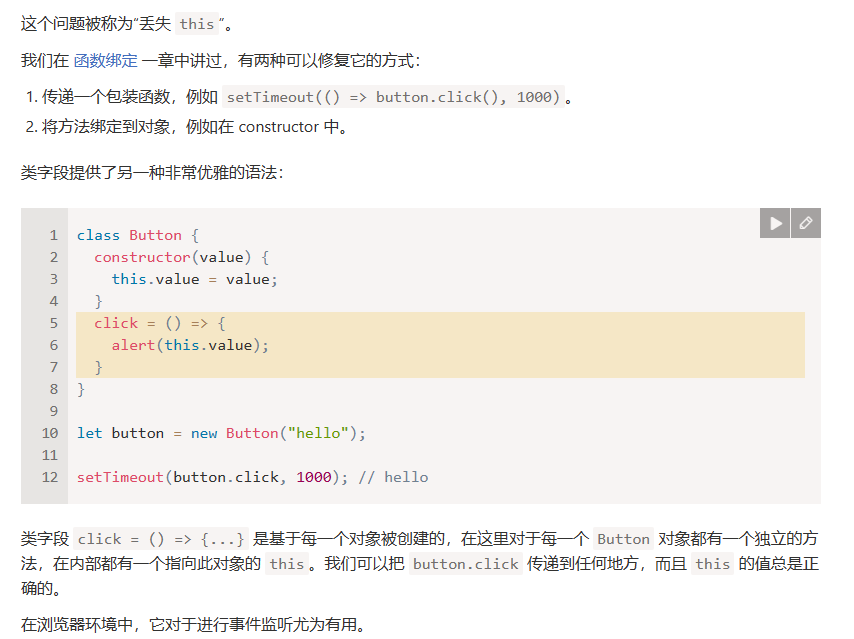 这个问题被称为“丢失 this”。
我们在 函数绑定 一章中讲过，有两种可以修复它的方式：
1. 传递一个包装函数，例如 setTimeout(() => button.click(), 1000)。
2. 将方法绑定到对象，例如在 constructor 中。
类字段提供了另一种非常优雅的语法：
1 class Button {
2   constructor(value) {
3     this.value = value;
4   }
5   click = () => {
6     alert(this.value);
7   }
8 }
9
10 let button = new Button("hello");
11
12 setTimeout(button.click, 1000); // hello
类字段 click = () => {...} 是基于每一个对象被创建的，在这里对于每一个 Button 对象都有一个独立的方
法，在内部都有一个指向此对象的 this。我们可以把 button.click 传递到任何地方，而且 this 的值总是正
确的。
在浏览器环境中，它对于进行事件监听尤为有用。